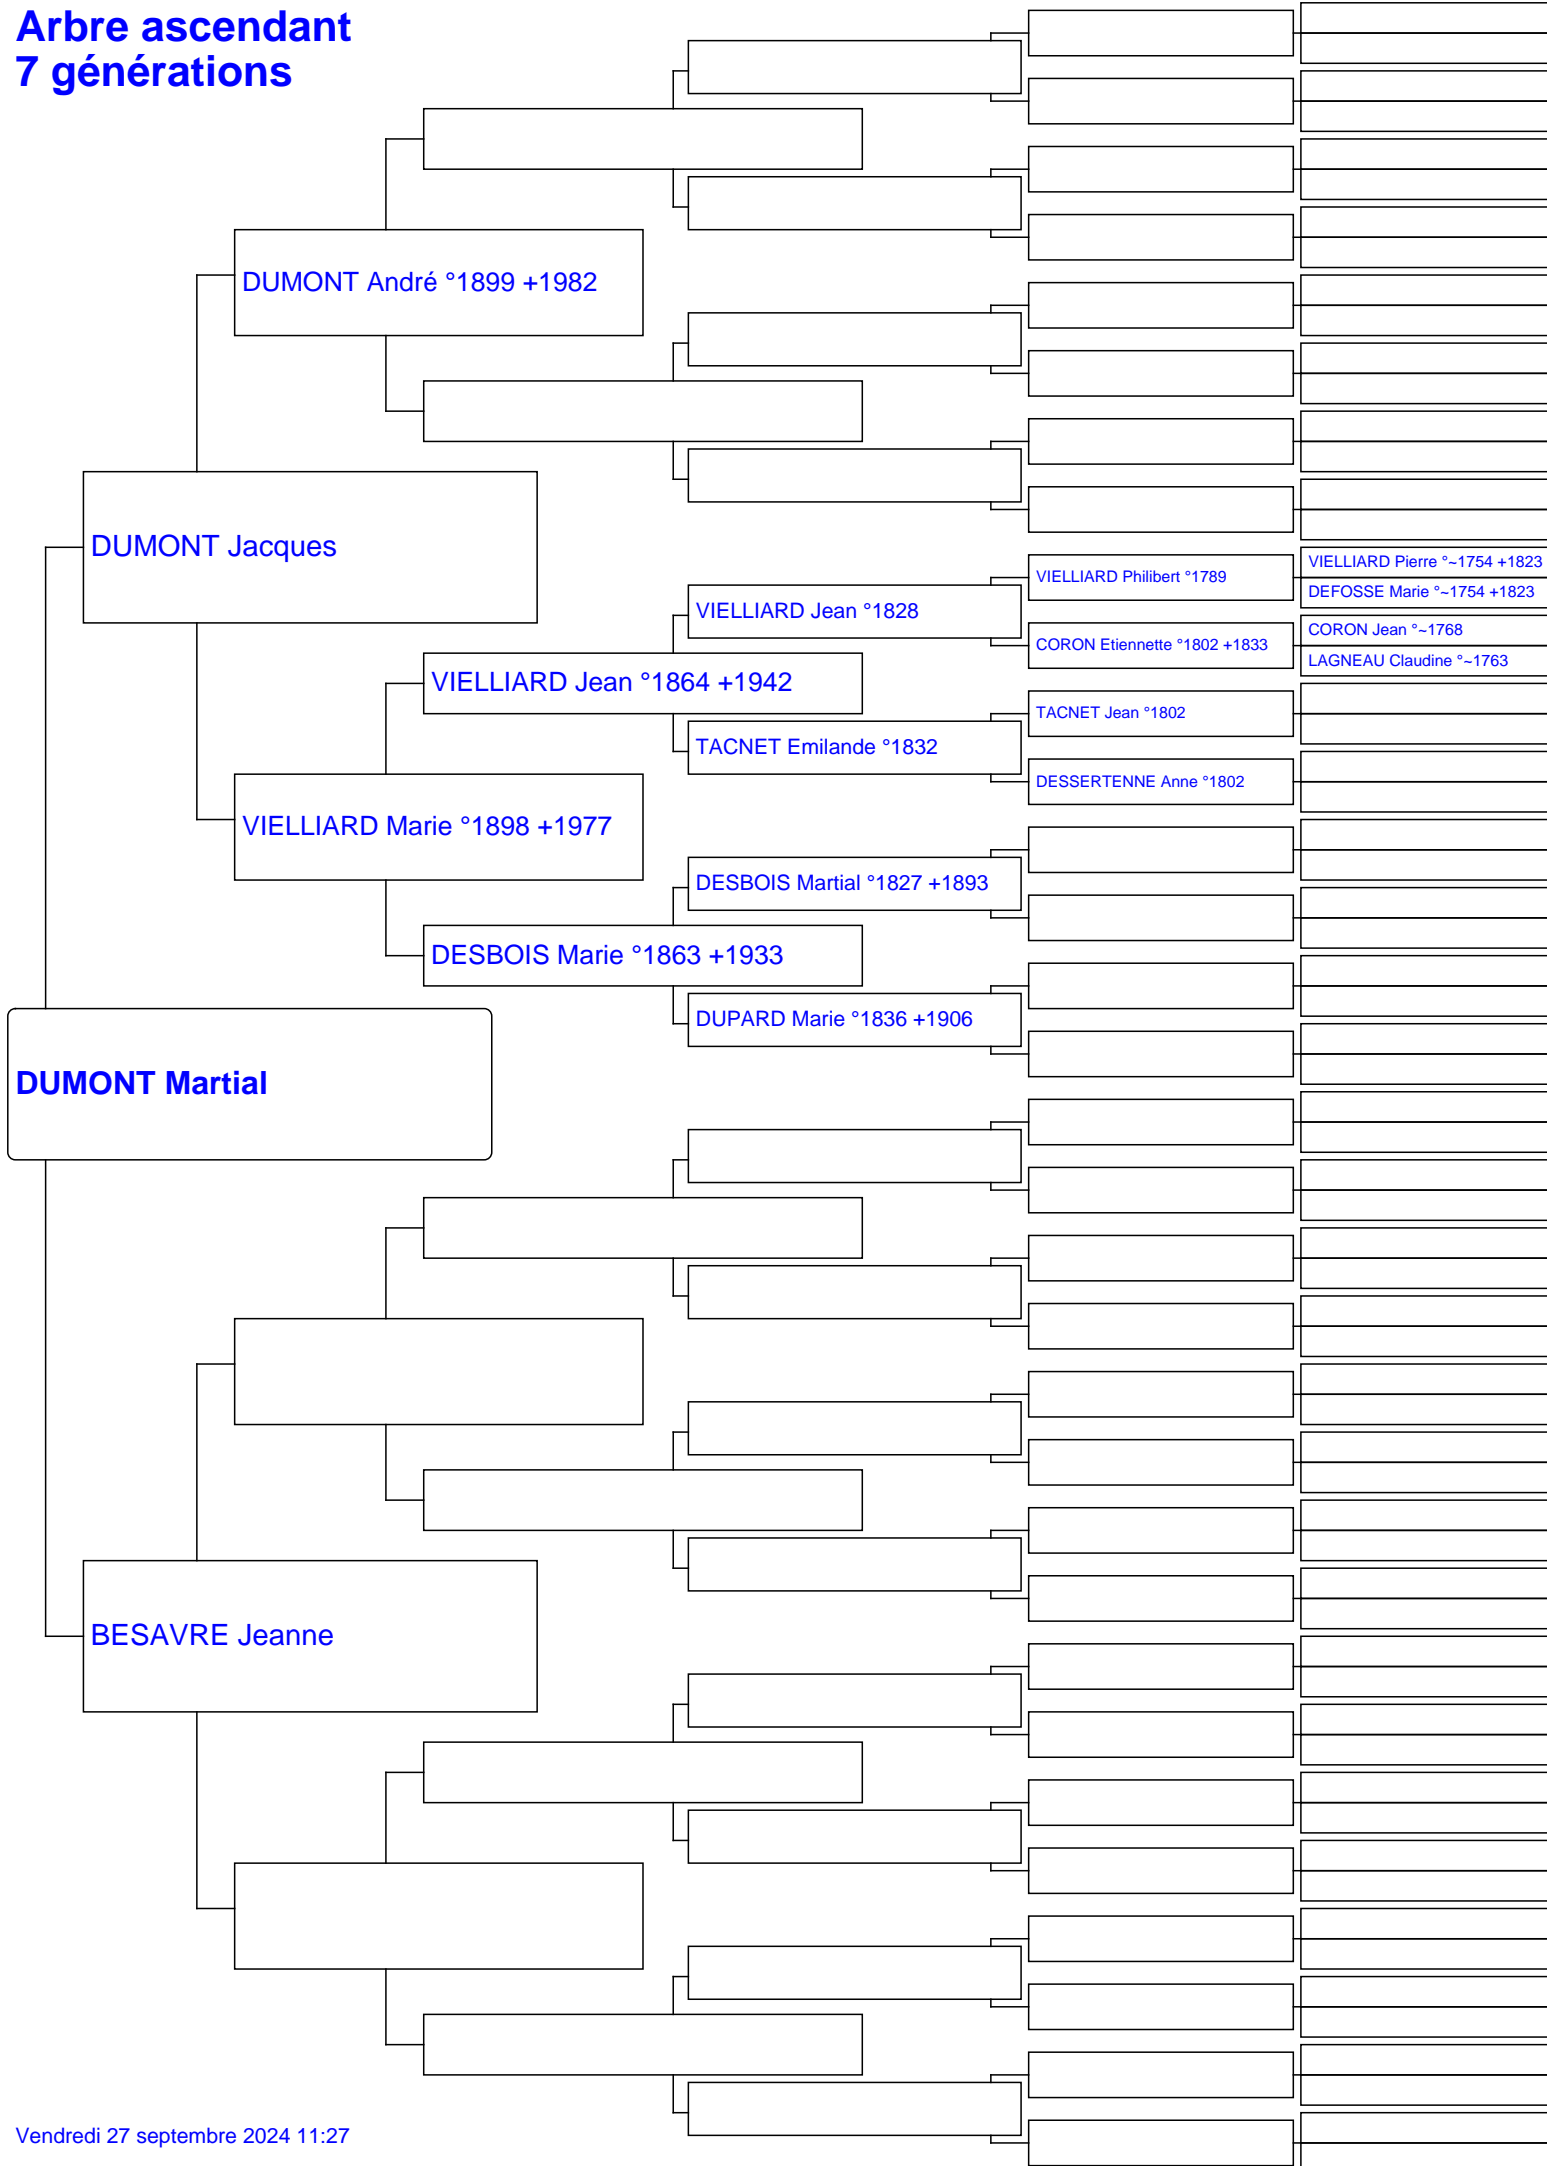 Arbre ascendant
7 générations
DUMONT André °1899 +1982
DUMONT Jacques
VIELLIARD Philibert °1789
VIELLIARD Pierre °~1754 +1823
DEFOSSE Marie °~1754 +1823
VIELLIARD Jean °1828
CORON Etiennette °1802 +1833
CORON Jean °~1768
LAGNEAU Claudine °~1763
VIELLIARD Jean °1864 +1942
TACNET Jean °1802
TACNET Emilande °1832
DESSERTENNE Anne °1802
VIELLIARD Marie °1898 +1977
DESBOIS Martial °1827 +1893
DESBOIS Marie °1863 +1933
DUPARD Marie °1836 +1906
DUMONT Martial
BESAVRE Jeanne
Vendredi 27 septembre 2024 11:27